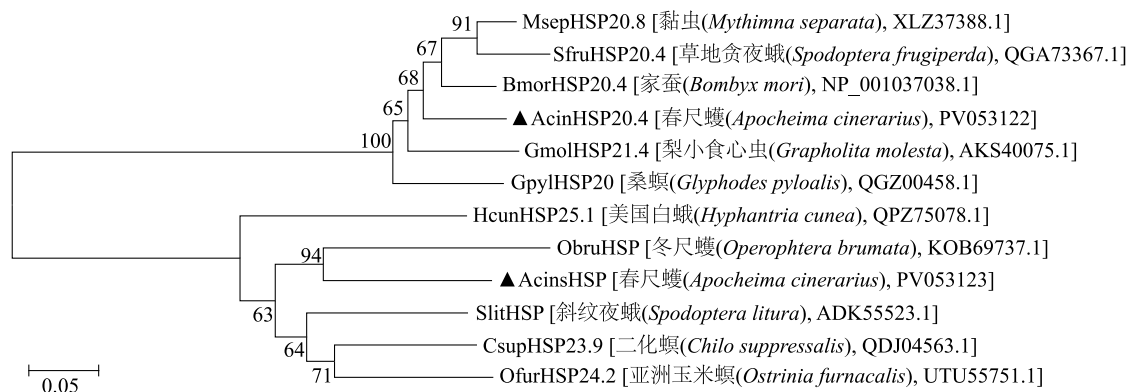 91
MsepHSP20.8 [黏虫(Mythimna separata), XLZ37388.1]
67
SfruHSP20.4 [草地贪夜蛾(Spodoptera frugiperda), QGA73367.1]
68
BmorHSP20.4 [家蚕(Bombyx mori), NP_001037038.1]
65
▲AcinHSP20.4 [春尺蠖(Apocheima cinerarius), PV053122]
100
GmolHSP21.4 [梨小食心虫(Grapholita molesta), AKS40075.1]
GpylHSP20 [桑螟(Glyphodes pyloalis), QGZ00458.1]
HcunHSP25.1 [美国白蛾(Hyphantria cunea), QPZ75078.1]
ObruHSP [冬尺蠖(Operophtera brumata), KOB69737.1]
94
▲AcinsHSP [春尺蠖(Apocheima cinerarius), PV053123]
63
SlitHSP [斜纹夜蛾(Spodoptera litura), ADK55523.1]
64
CsupHSP23.9 [二化螟(Chilo suppressalis), QDJ04563.1]
71
OfurHSP24.2 [亚洲玉米螟(Ostrinia furnacalis), UTU55751.1]
0.05